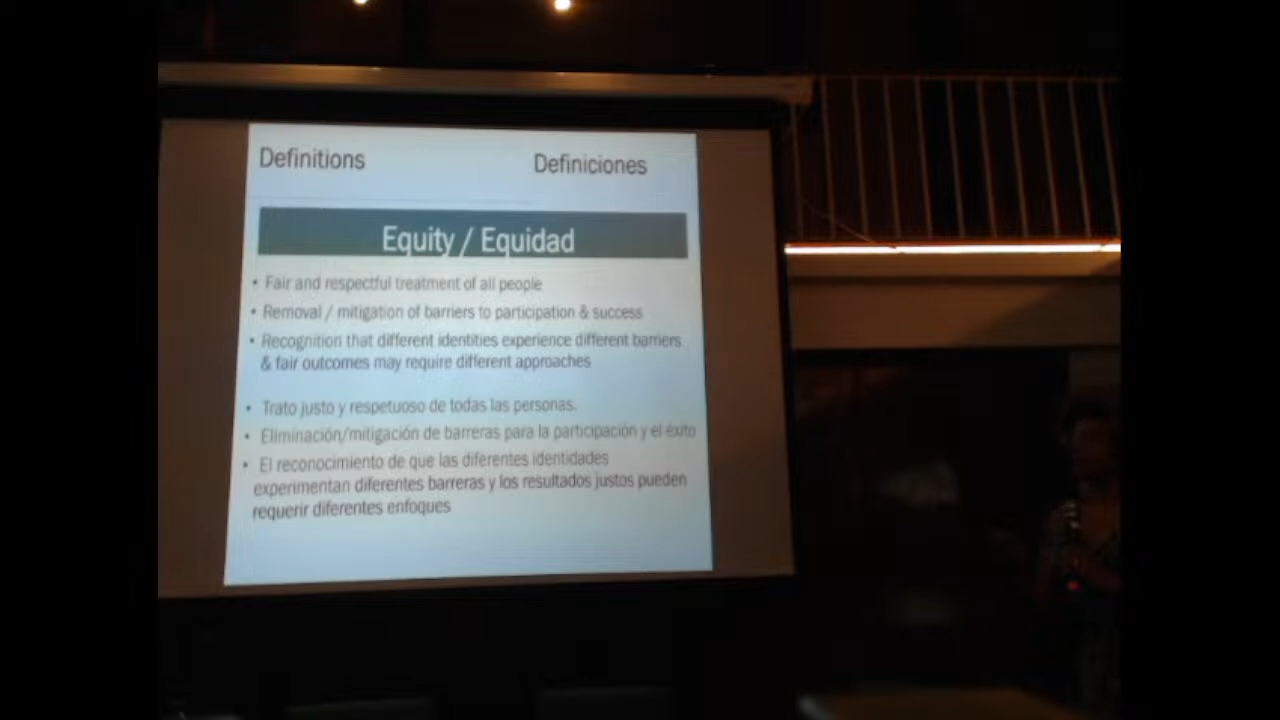 Definitions Definiciones
Equity / Equidad
• Fair and respectful treatment of all people
• Removal / mitigation of barriers to participation & success
• Recognition that different identities experience different barriers
& fair outcomes may require different approaches
• Trato justo y respetuoso de todas las personas.
• Eliminación/mitigación de barreras para la participación y el éxito
• El reconocimiento de que las diferentes identidades
experimentan diferentes barreras y los resultados justos pueden
requerir diferentes enfoques